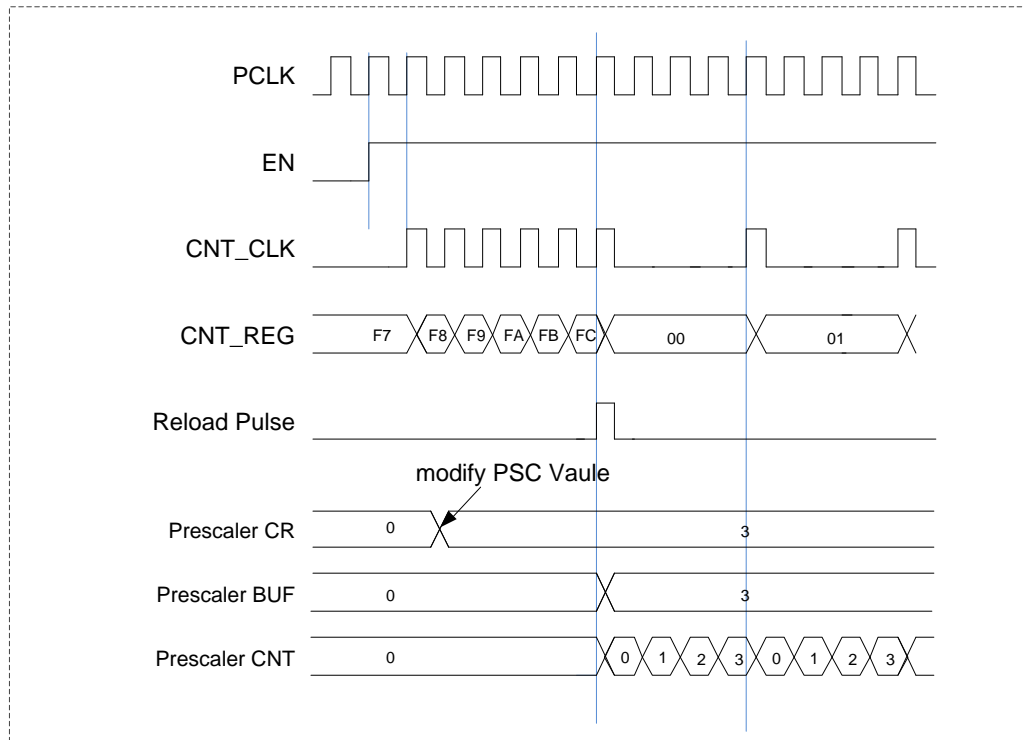 PCLK
EN
CNT_CLK
CNT_REG F7 F8 F9 FA FB FC 00 01
Reload Pulse
modify PSC Vaule
Prescaler CR 0 3
Prescaler BUF 0 3
Prescaler CNT 0 0 1 2 3 0 1 2 3